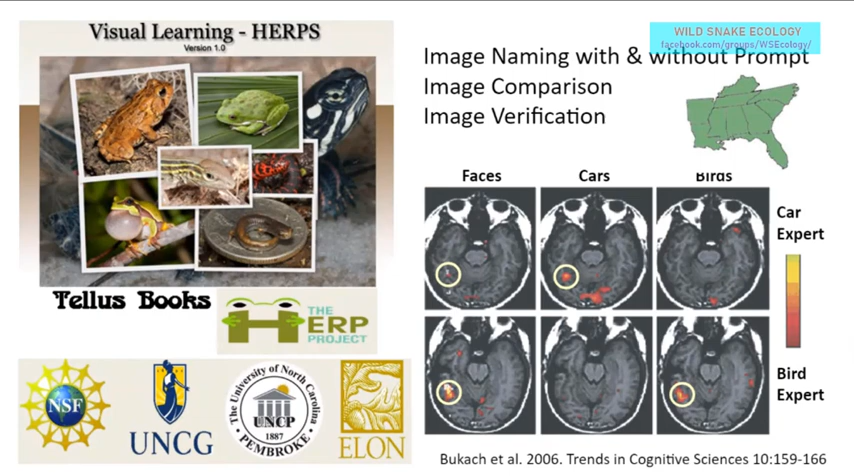 Visual Learning - HERPS
Version 1.0
Tellus Books
THE
HERP
PROJECT
NSF
UNCG
The University of North Carolina
UNCP
1887
PEMBROKE
ELON
WILD SNAKE ECOLOGY
facebook.com/groups/WSEcology/
Image Naming with & without Prompt
Image Comparison
Image Verification
Faces
Cars
Birds
Car
Expert
Bird
Expert
Bukach et al. 2006. Trends in Cognitive Sciences 10:159-166